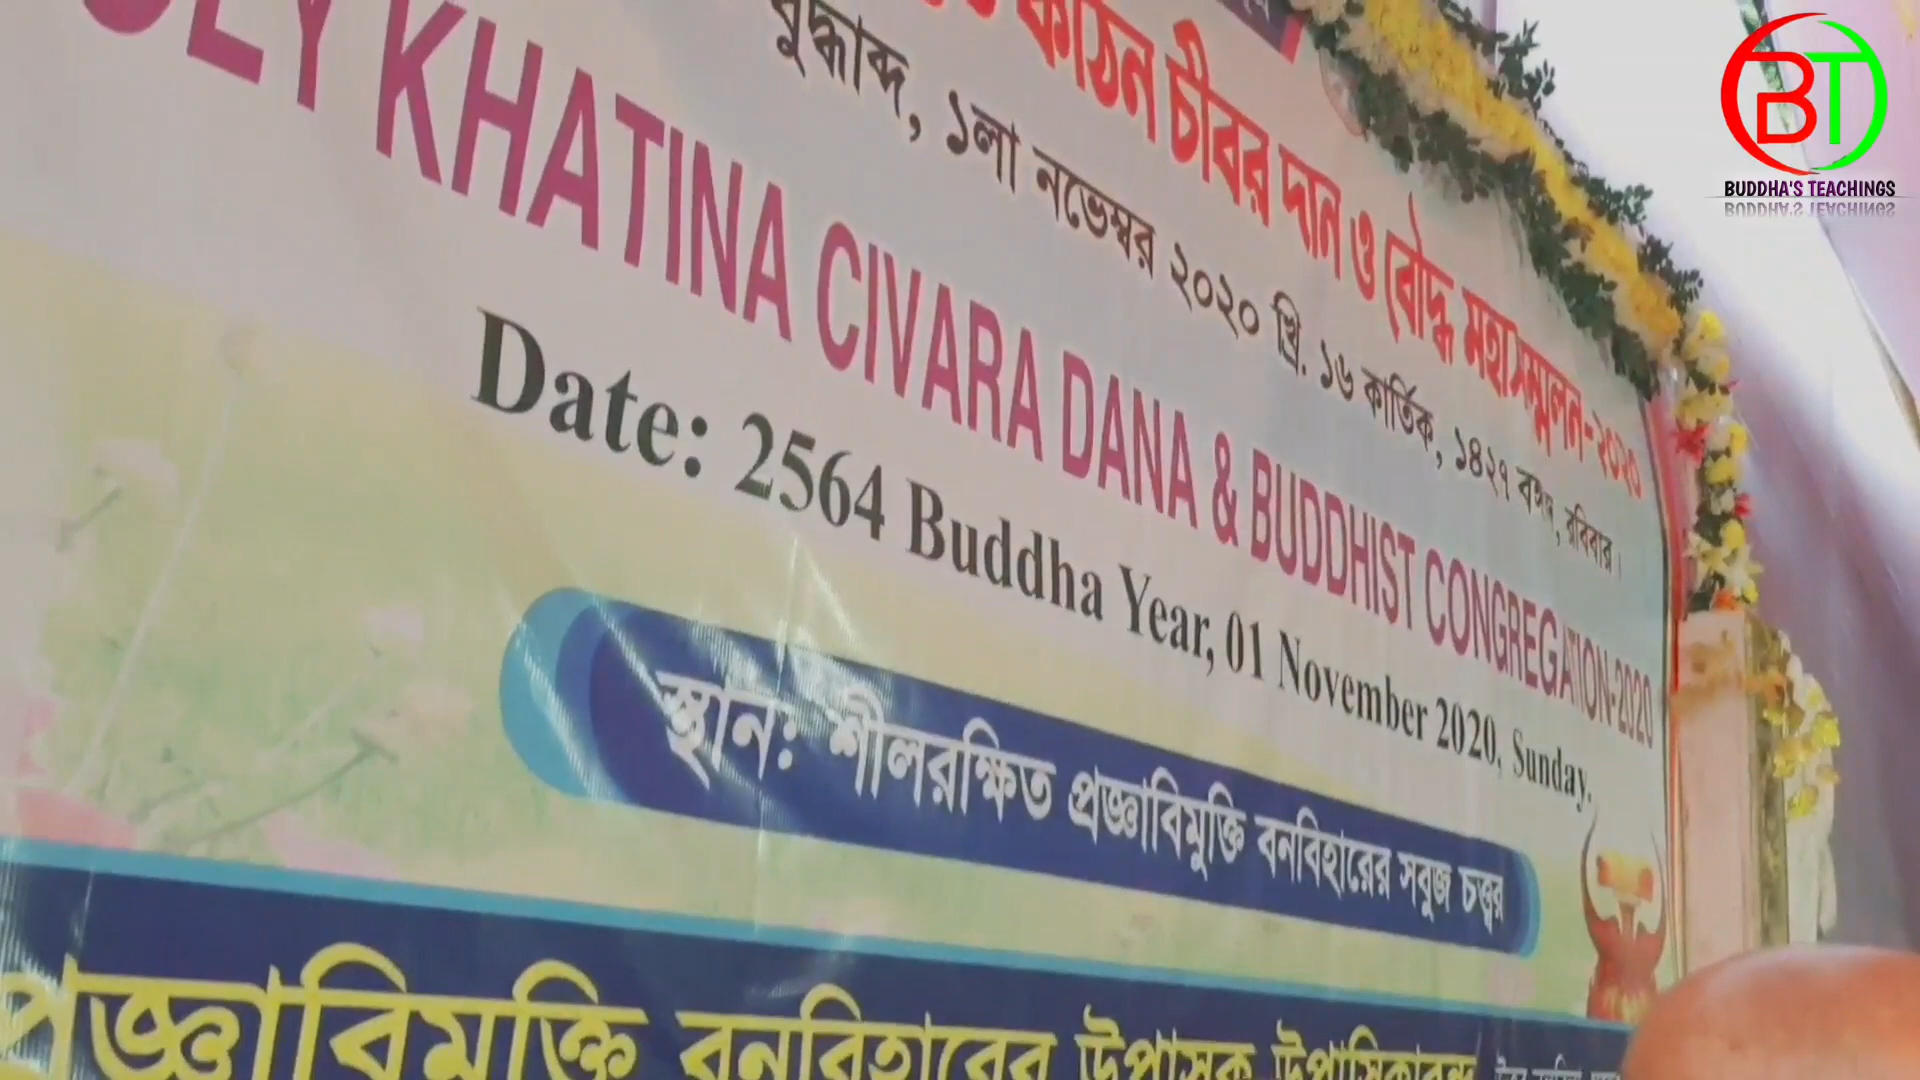 কঠিন চীবর দান ও বৌদ্ধ মহাসম্মেলন-২০২০
বুদ্ধাব্দ, ১লা নভেম্বর ২০২০ খ্রি. ১৬ কার্তিক, ১৪২৭ বঙ্গাব্দ, রবিবার।
KHATINA CIVARA DANA & BUDDHIST CONGREGATION-2020
Date: 2564 Buddha Year, 01 November 2020, Sunday.
স্থান: শীলরক্ষিত প্রজ্ঞাবিমুক্তি বনবিহারের সবুজ চত্ত্বর
প্রজ্ঞাবিমুক্তি বনবিহারের উপাসক উপাসিকাবৃন্দ
BT
BUDDHA'S TEACHINGS